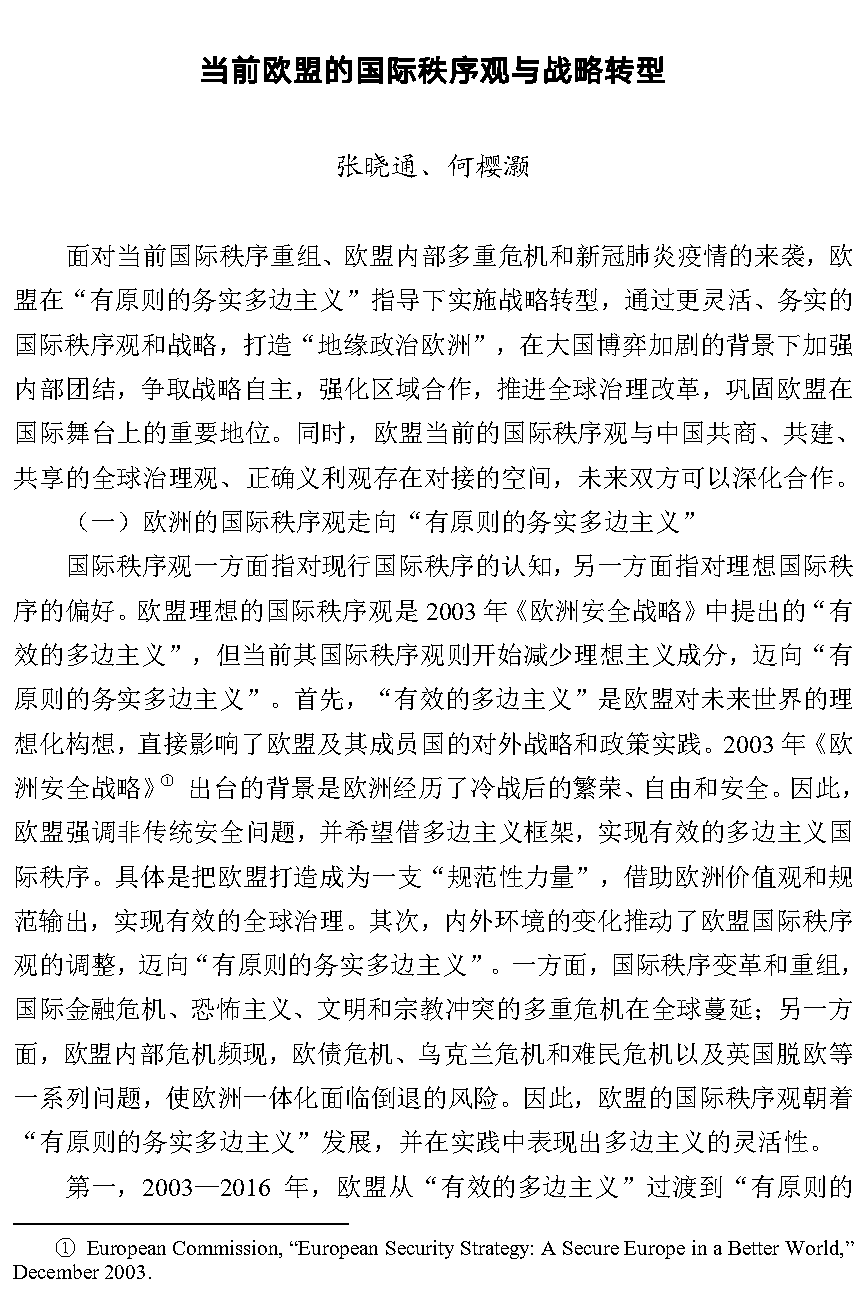 当前欧盟的国际秩序观与战略转型
张晓通、何樱灏
面对当前国际秩序重组、欧盟内部多重危机和新冠肺炎疫情的来袭，欧
盟在“有原则的务实多边主义”指导下实施战略转型，通过更灵活、务实的
国际秩序观和战略，打造“地缘政治欧洲”，在大国博弈加剧的背景下加强
内部团结，争取战略自主，强化区域合作，推进全球治理改革，巩固欧盟在
国际舞台上的重要地位。同时，欧盟当前的国际秩序观与中国共商、共建、
共享的全球治理观、正确义利观存在对接的空间，未来双方可以深化合作。
（一）欧洲的国际秩序观走向“有原则的务实多边主义”
国际秩序观一方面指对现行国际秩序的认知，另一方面指对理想国际秩
序的偏好。欧盟理想的国际秩序观是 2003 年《欧洲安全战略》中提出的“有
效的多边主义”，但当前其国际秩序观则开始减少理想主义成分，迈向“有
原则的务实多边主义”。首先，“有效的多边主义”是欧盟对未来世界的理
想化构想，直接影响了欧盟及其成员国的对外战略和政策实践。2003 年《欧
洲安全战略》① 出台的背景是欧洲经历了冷战后的繁荣、自由和安全。因此，
欧盟强调非传统安全问题，并希望借多边主义框架，实现有效的多边主义国
际秩序。具体是把欧盟打造成为一支“规范性力量”，借助欧洲价值观和规
范输出，实现有效的全球治理。其次，内外环境的变化推动了欧盟国际秩序
观的调整，迈向“有原则的务实多边主义”。一方面，国际秩序变革和重组，
国际金融危机、恐怖主义、文明和宗教冲突的多重危机在全球蔓延；另一方
面，欧盟内部危机频现，欧债危机、乌克兰危机和难民危机以及英国脱欧等
一系列问题，使欧洲一体化面临倒退的风险。因此，欧盟的国际秩序观朝着
“有原则的务实多边主义”发展，并在实践中表现出多边主义的灵活性。
第一，2003—2016 年，欧盟从“有效的多边主义”过渡到“有原则的
① European Commission, “European Security Strategy: A Secure Europe in a Better World,”
December 2003.